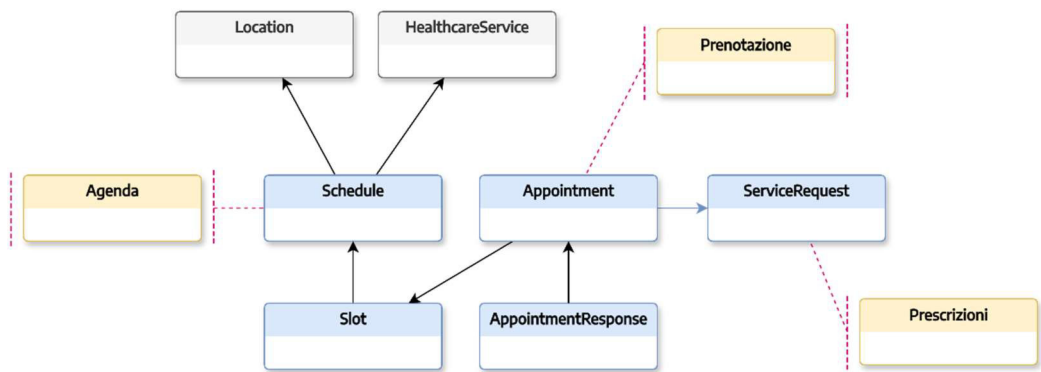 Location
HealthcareService
Prenotazione
Agenda
Schedule
Appointment
ServiceRequest
Slot
AppointmentResponse
Prescrizioni